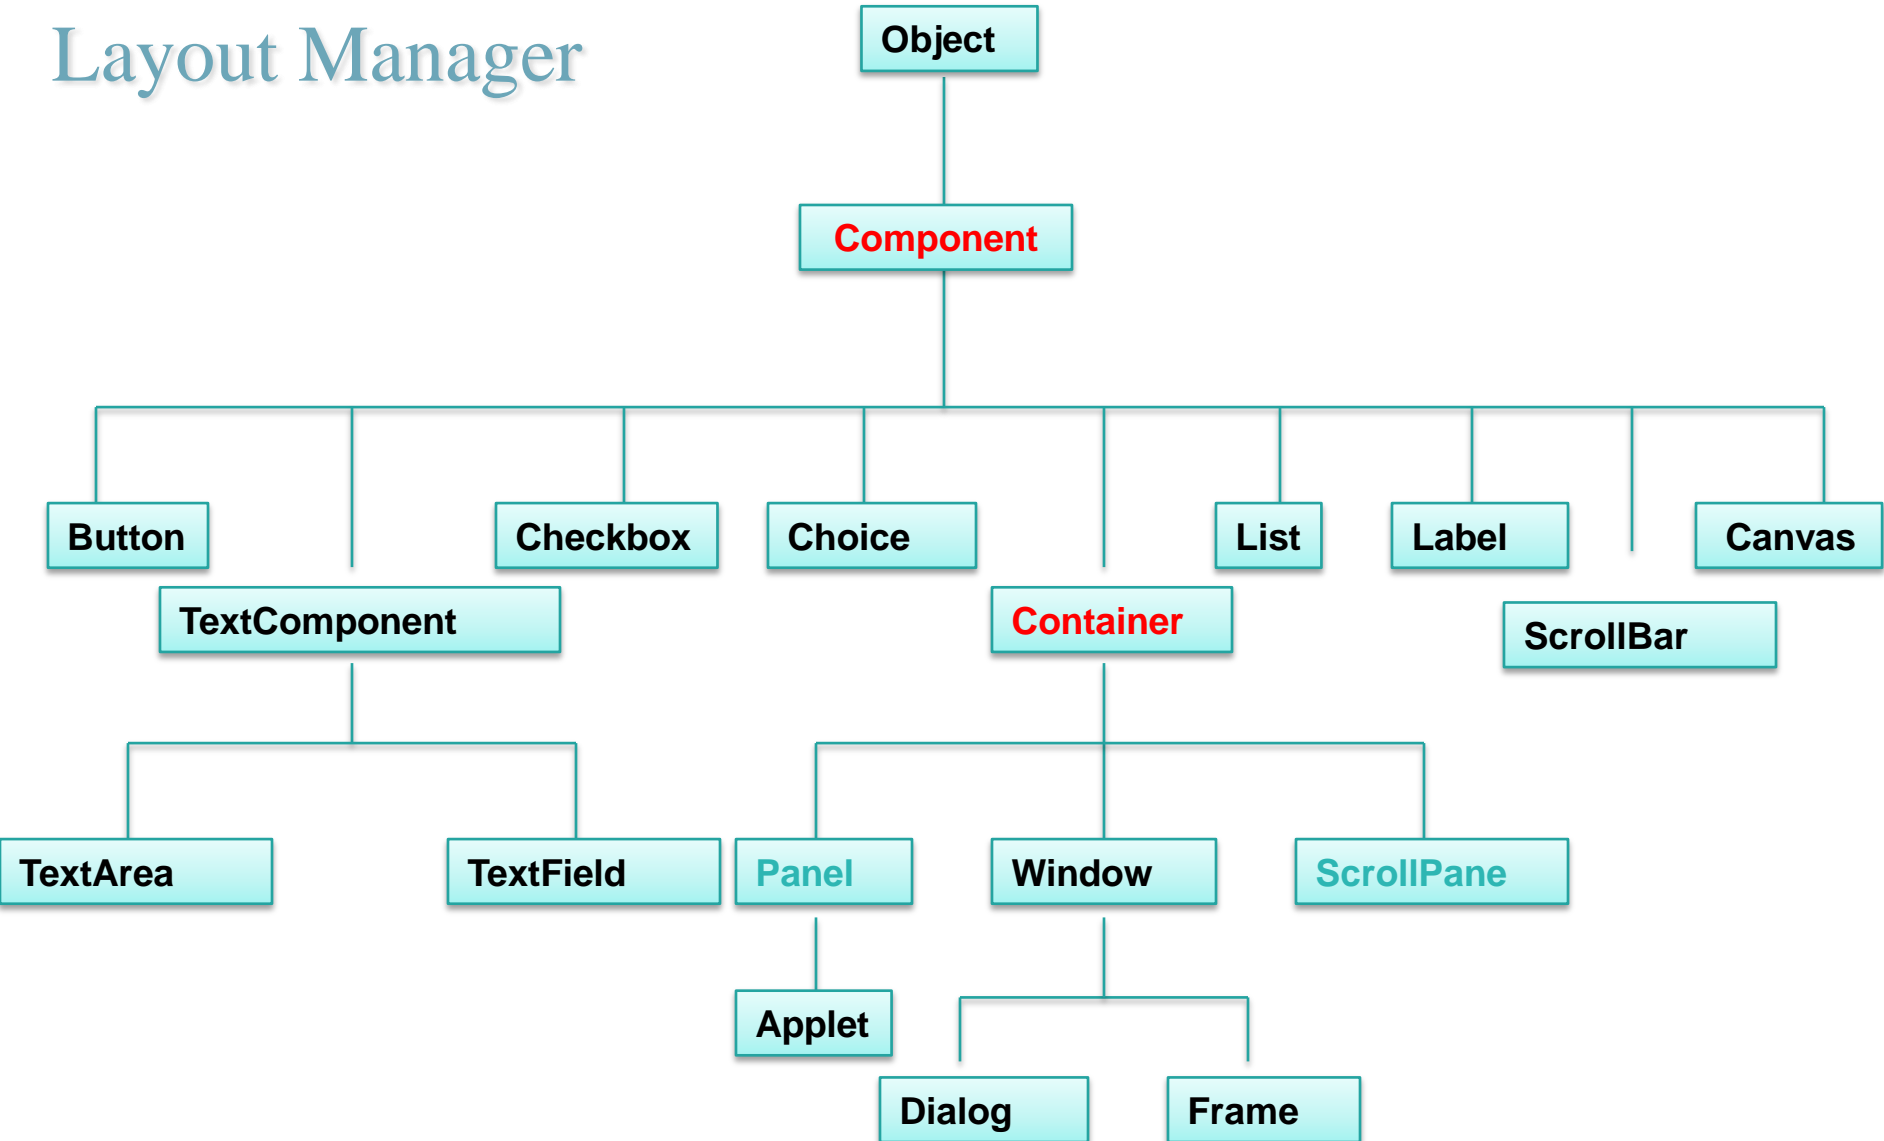 Layout Manager
Object
Component
Button
Checkbox
Choice
List
Label
Canvas
TextComponent
Container
ScrollBar
TextArea
TextField
Panel
Window
ScrollPane
Applet
Dialog
Frame